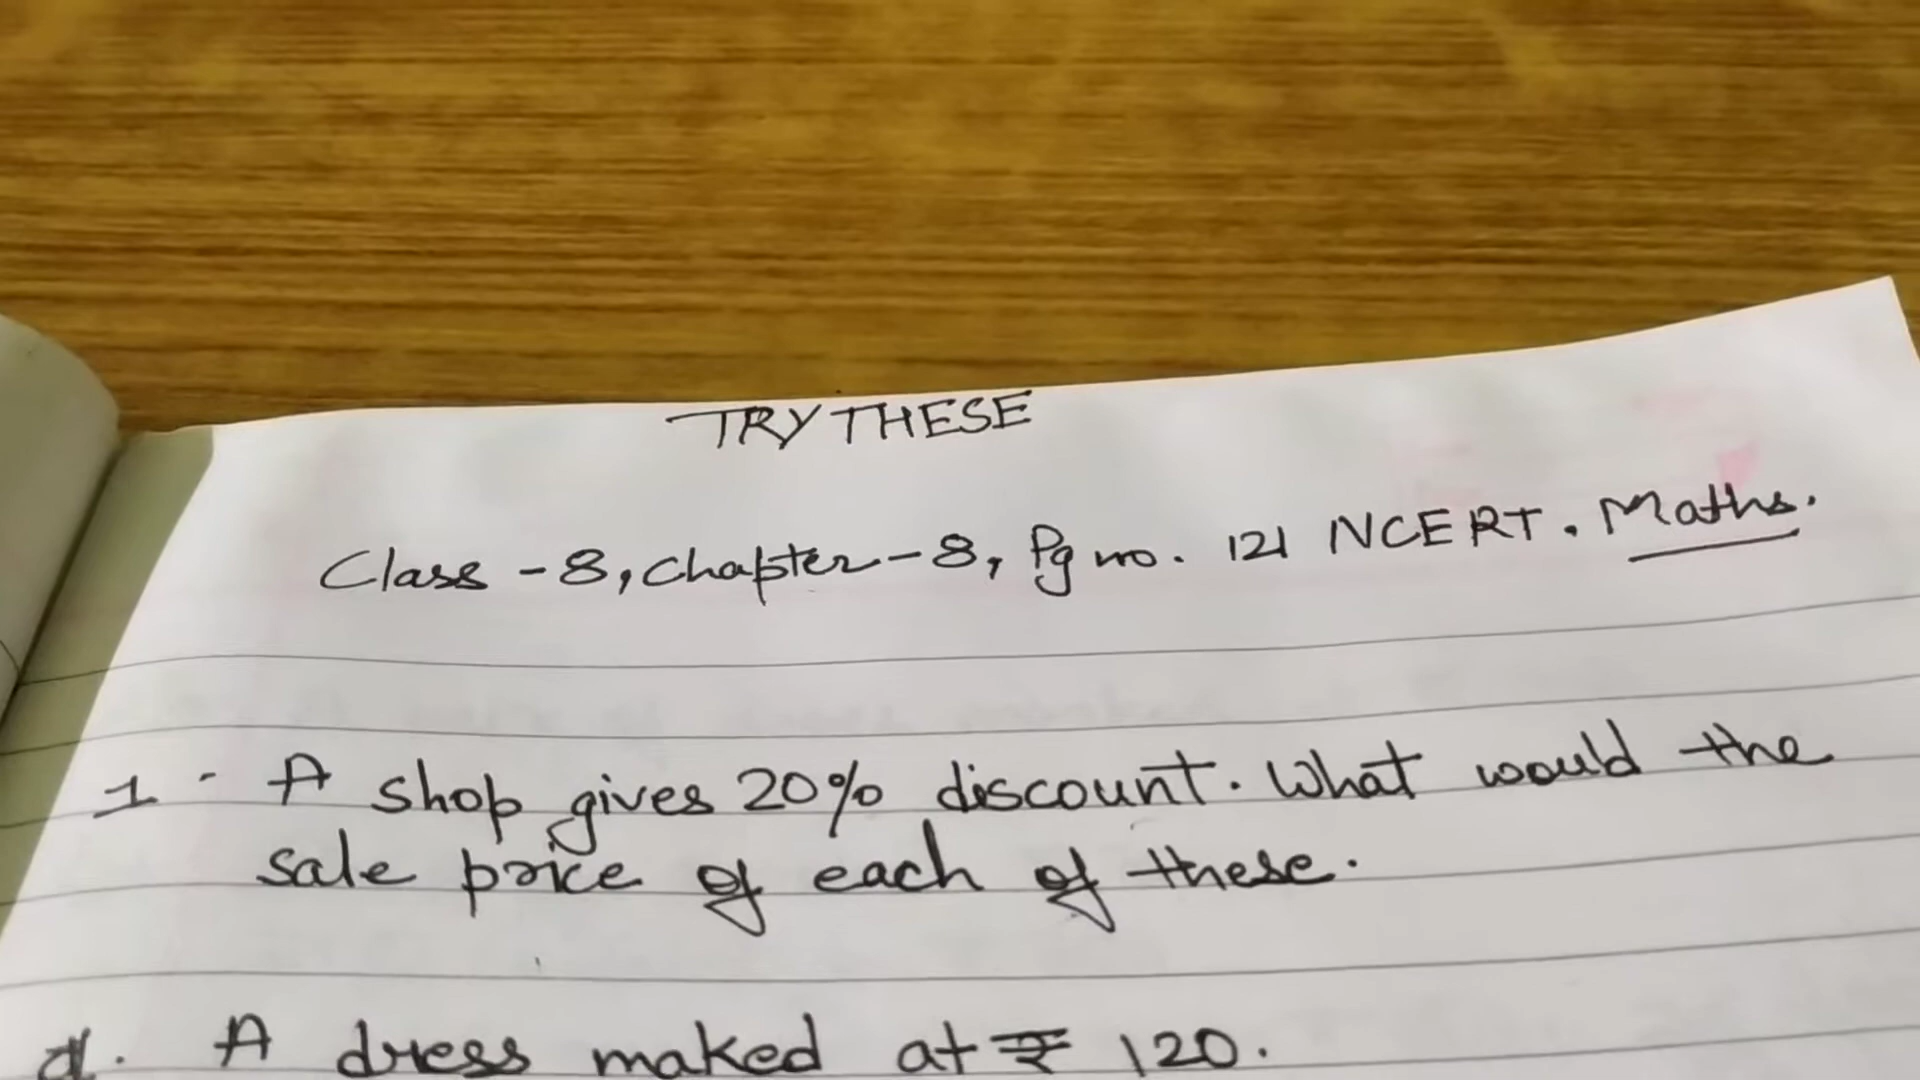 TRY THESE
Class - 8, Chapter - 8, Pg no. 121 NCERT. Maths.
1. A shop gives 20% discount. What would the
sale price of each of these.
a. A dress maked at ₹ 120.